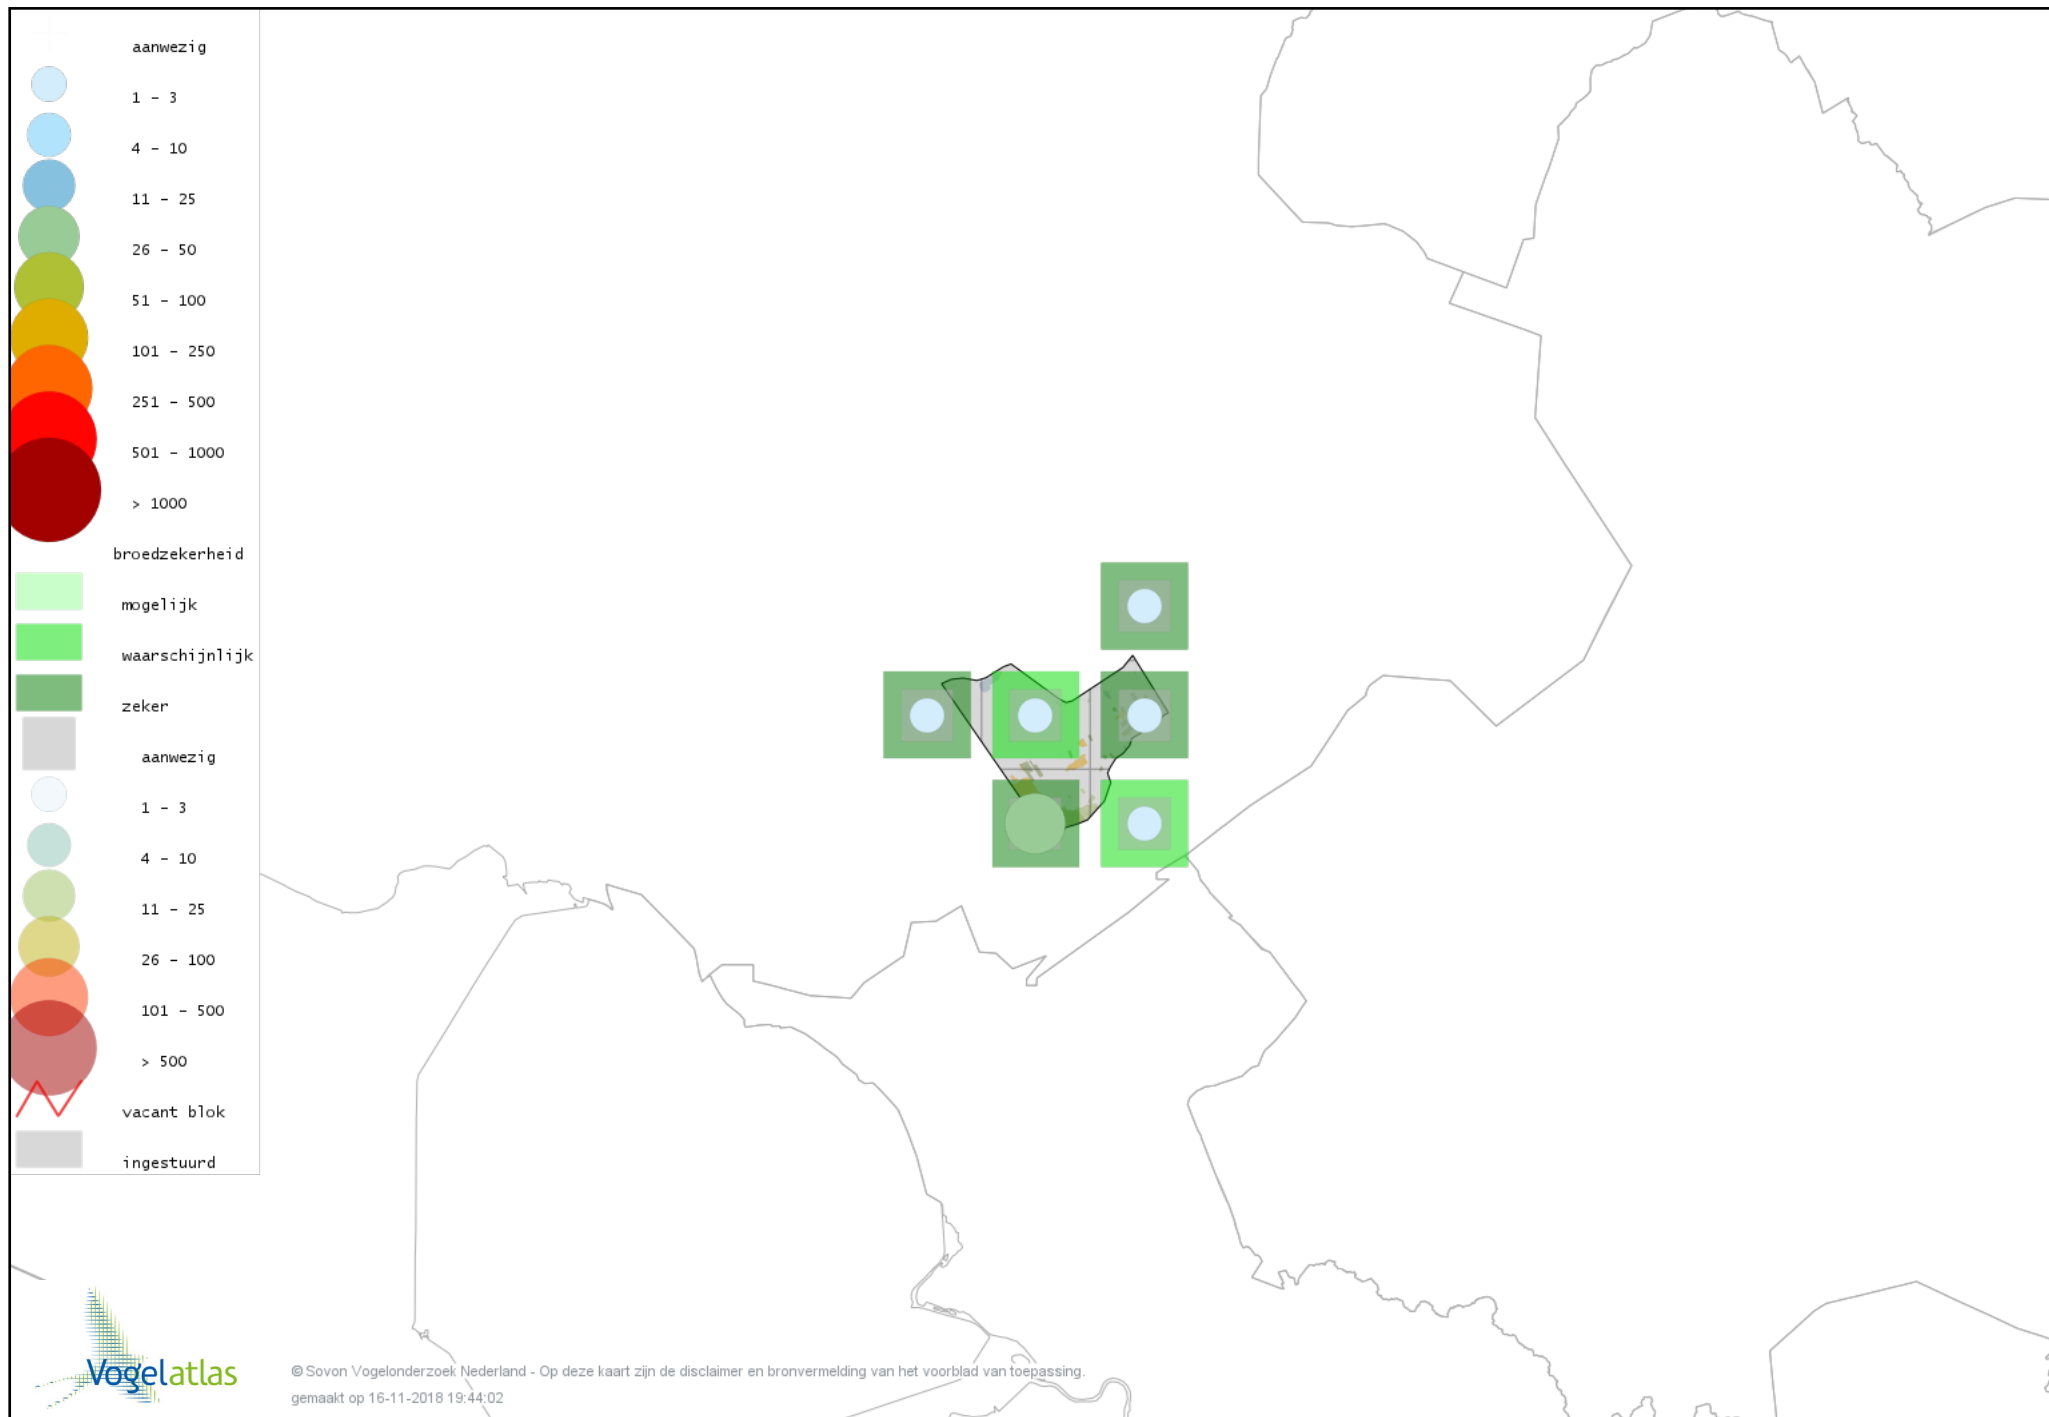 aanwezig
1 - 3
4 - 10
11 - 25
26 - 50
51 - 100
101 - 250
251 - 500
501 - 1000
> 1000
broedzekerheid
mogelijk
waarschijnlijk
zeker
aanwezig
1 - 3
4 - 10
11 - 25
26 - 100
101 - 500
> 500
vacant blok
ingestuurd
Vogelatlas
© Sovon Vogelonderzoek Nederland - Op deze kaart zijn de disclaimer en bronvermelding van het voorblad van toepassing.
gemaakt op 16-11-2018 19:44:02